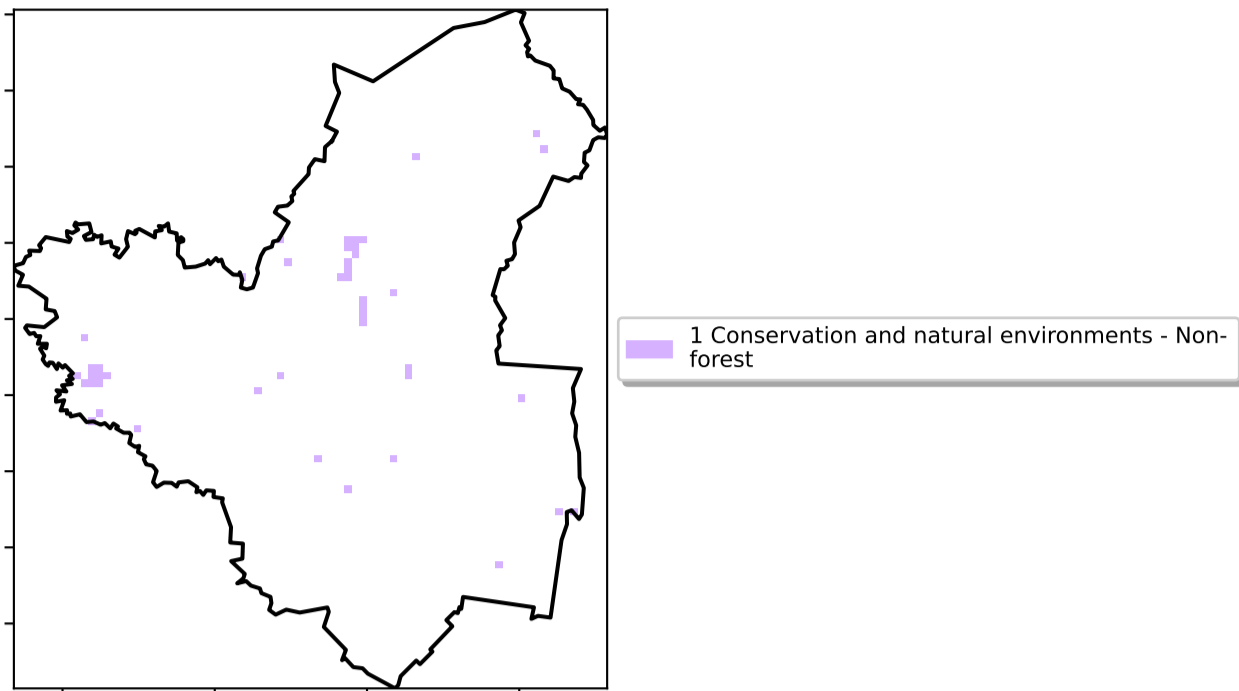 1 Conservation and natural environments - Non-
forest